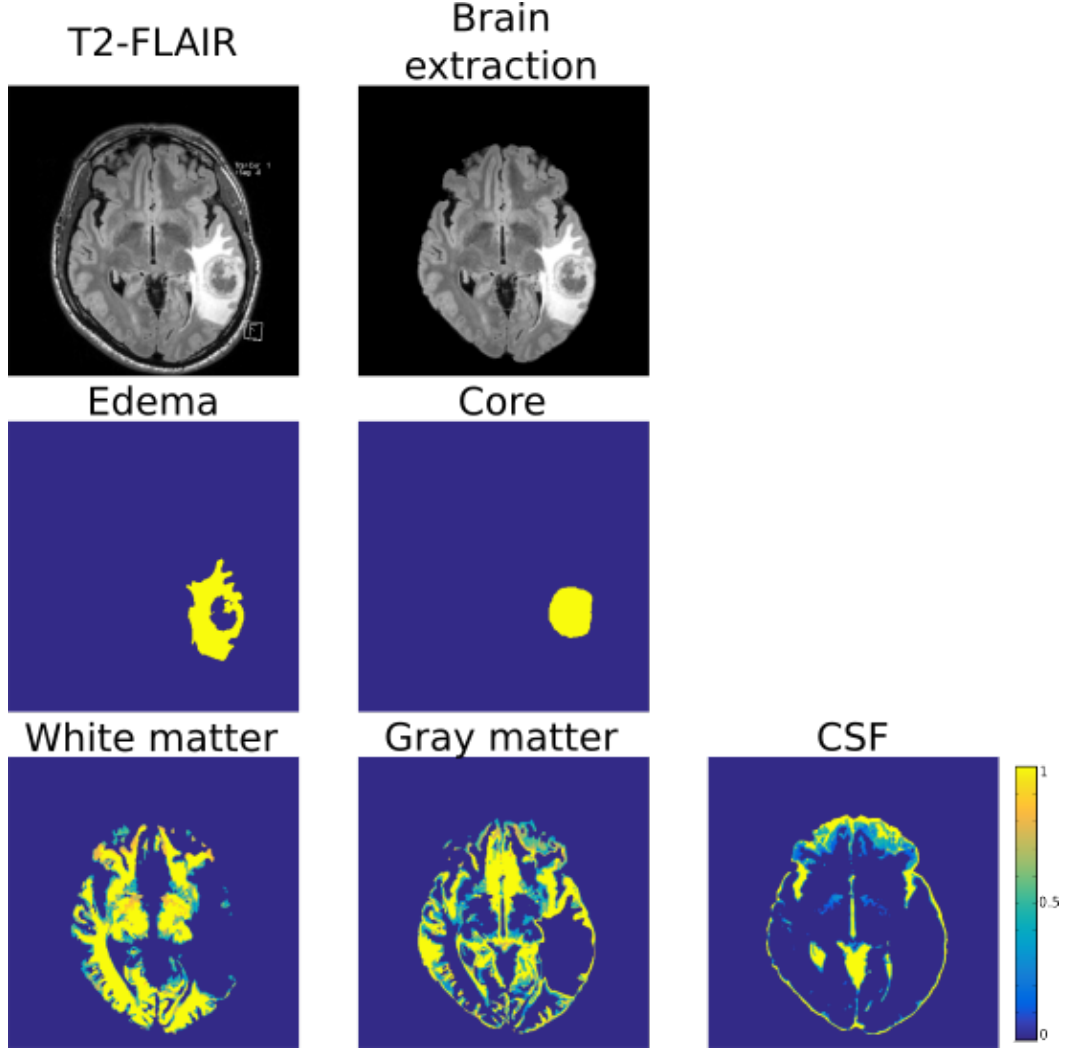 T2-FLAIR
Brain
extraction
F
Edema
Core
White matter
Gray matter
CSF
1
0.5
0